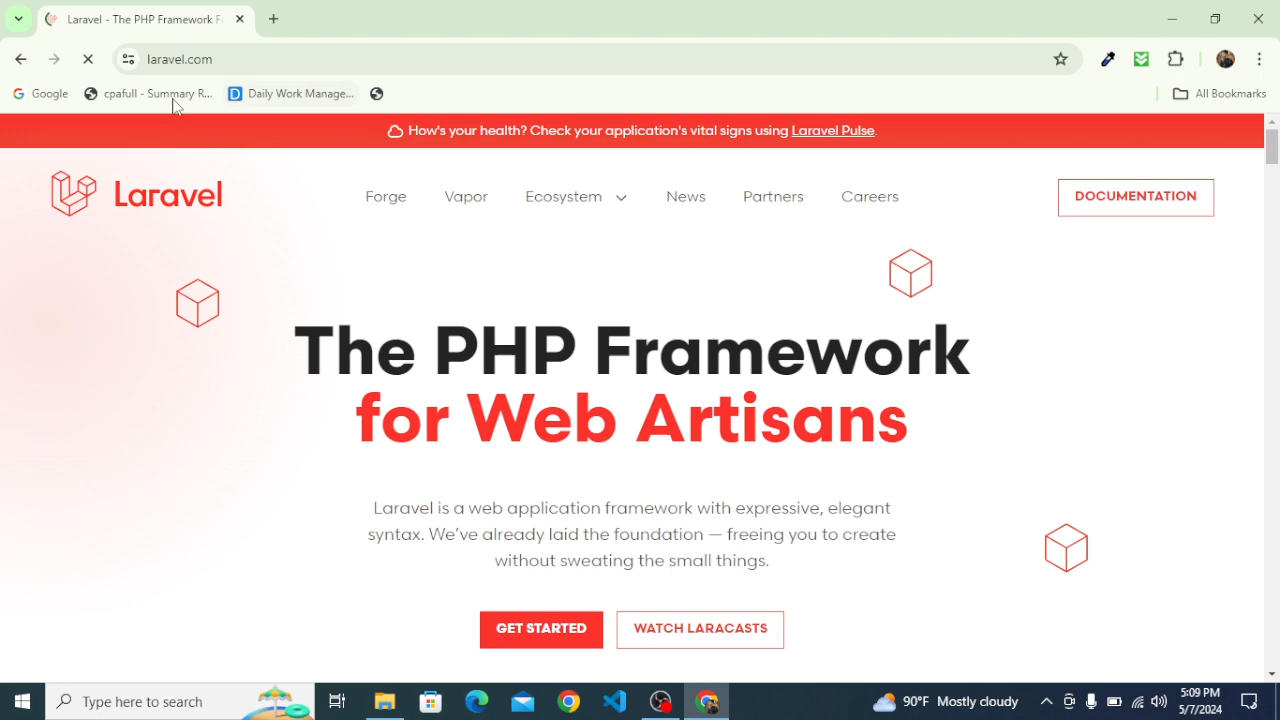 Laravel - The PHP Framework F
laravel.com
Google
cpafull - Summary R...
Daily Work Manage...
All Bookmarks
How's your health? Check your application's vital signs using Laravel Pulse.
Laravel
Forge
Vapor
Ecosystem
News
Partners
Careers
DOCUMENTATION
The PHP Framework
for Web Artisans
Laravel is a web application framework with expressive, elegant
syntax. We’ve already laid the foundation — freeing you to create
without sweating the small things.
GET STARTED
WATCH LARACASTS
Type here to search
90°F Mostly cloudy
5:09 PM
5/7/2024